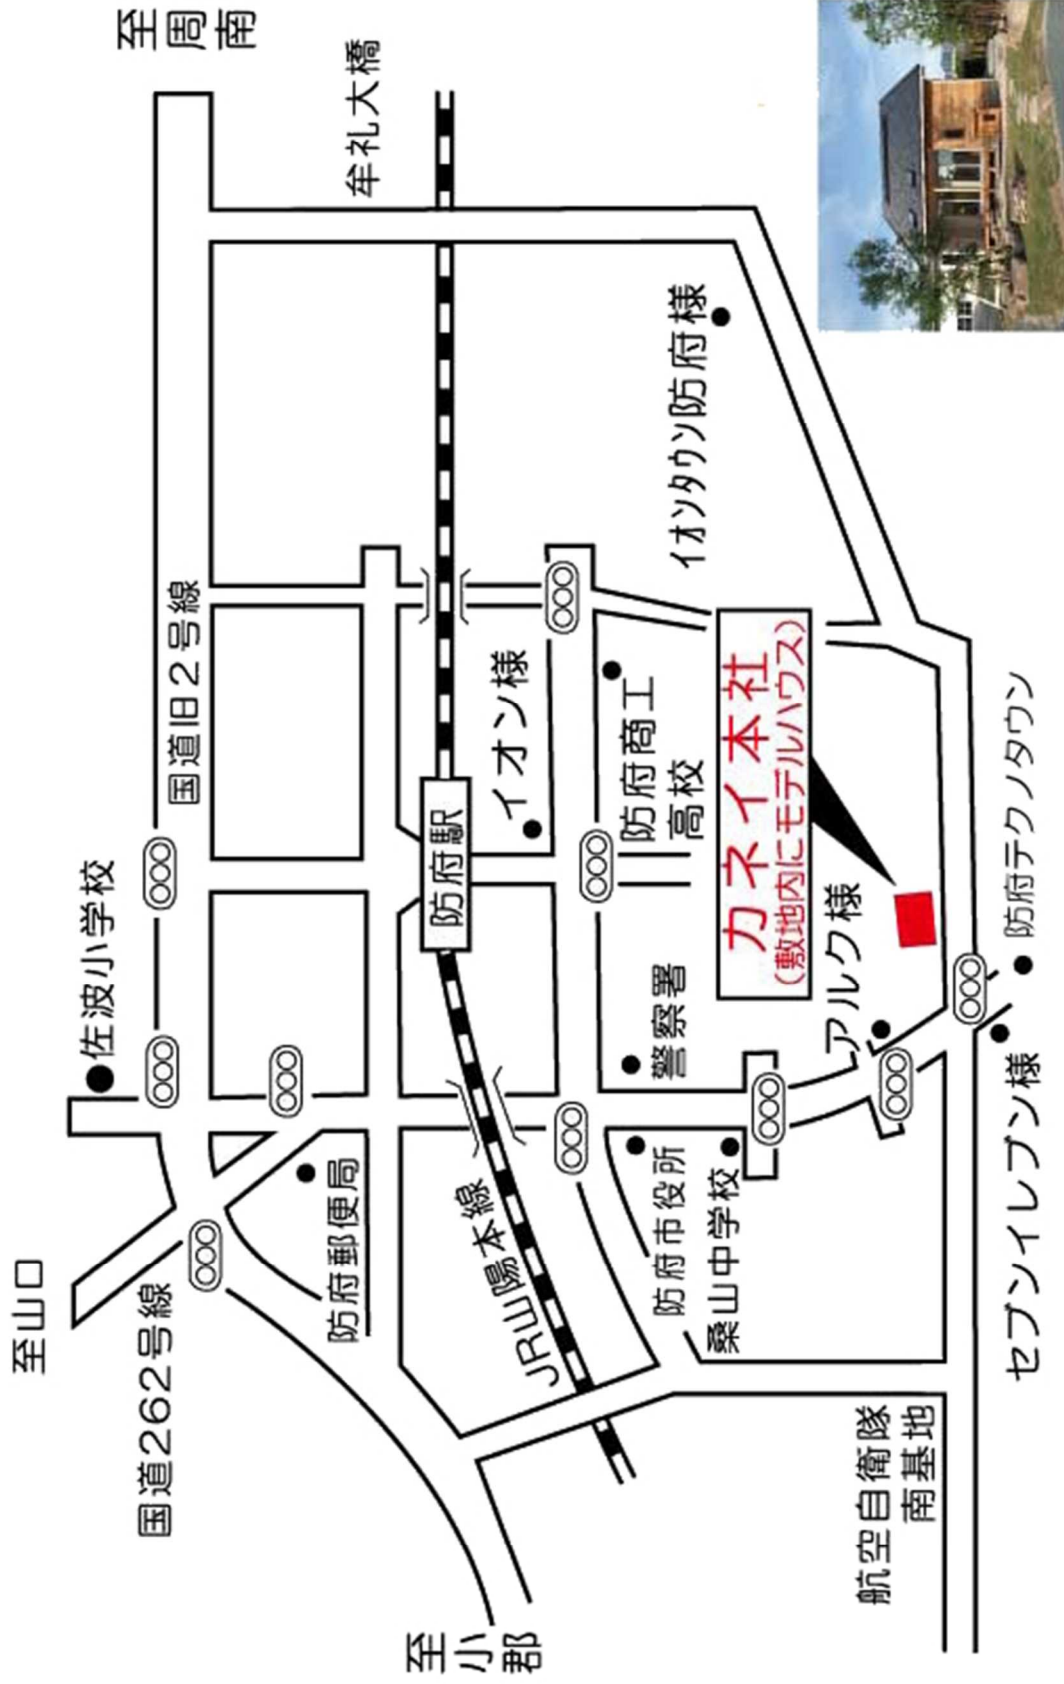 至山口
佐波小学校
至周南
国道262号線
国道旧2号線
防府郵便局
牟礼大橋
至小郡
防府駅
JR山陽本線
イオン様
防府市役所
警察署
防府商工
高校
イオンタウン防府様
桑山中学校
カネイ本社
(敷地内にモデルハウス)
アルク様
航空自衛隊
南基地
セブンイレブン様
防府テクノタウン